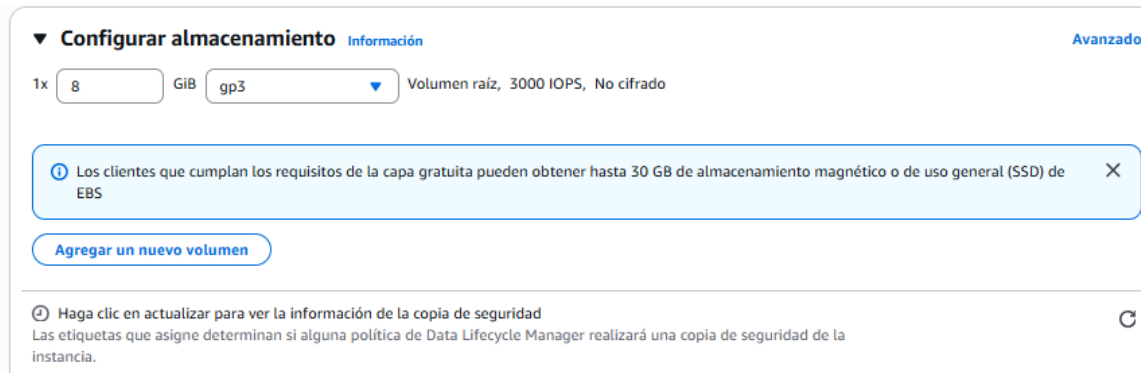 Configurar almacenamiento Información Avanzado
1x 8 GiB gp3 Volumen raíz, 3000 IOPS, No cifrado
Los clientes que cumplan los requisitos de la capa gratuita pueden obtener hasta 30 GB de almacenamiento magnético o de uso general (SSD) de
EBS
Agregar un nuevo volumen
Haga clic en actualizar para ver la información de la copia de seguridad
Las etiquetas que asigne determinan si alguna política de Data Lifecycle Manager realizará una copia de seguridad de la
instancia.